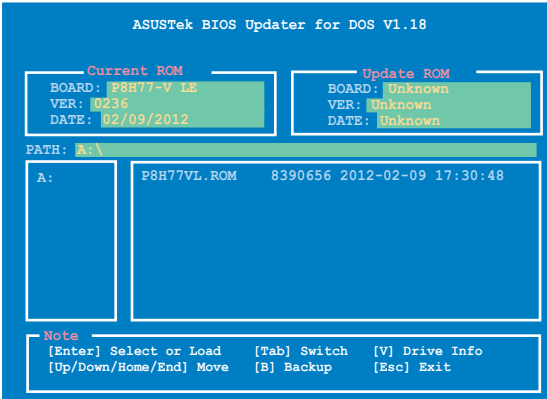 ASUSTek BIOS Updater for DOS V1.18
Current ROM
BOARD: P8H77-V LE
VER: 0236
DATE: 02/09/2012
Update ROM
BOARD: Unknown
VER: Unknown
DATE: Unknown
PATH: A:\
A:
P8H77VL.ROM 8390656 2012-02-09 17:30:48
Note
[Enter] Select or Load [Tab] Switch [V] Drive Info
[Up/Down/Home/End] Move [B] Backup [Esc] Exit